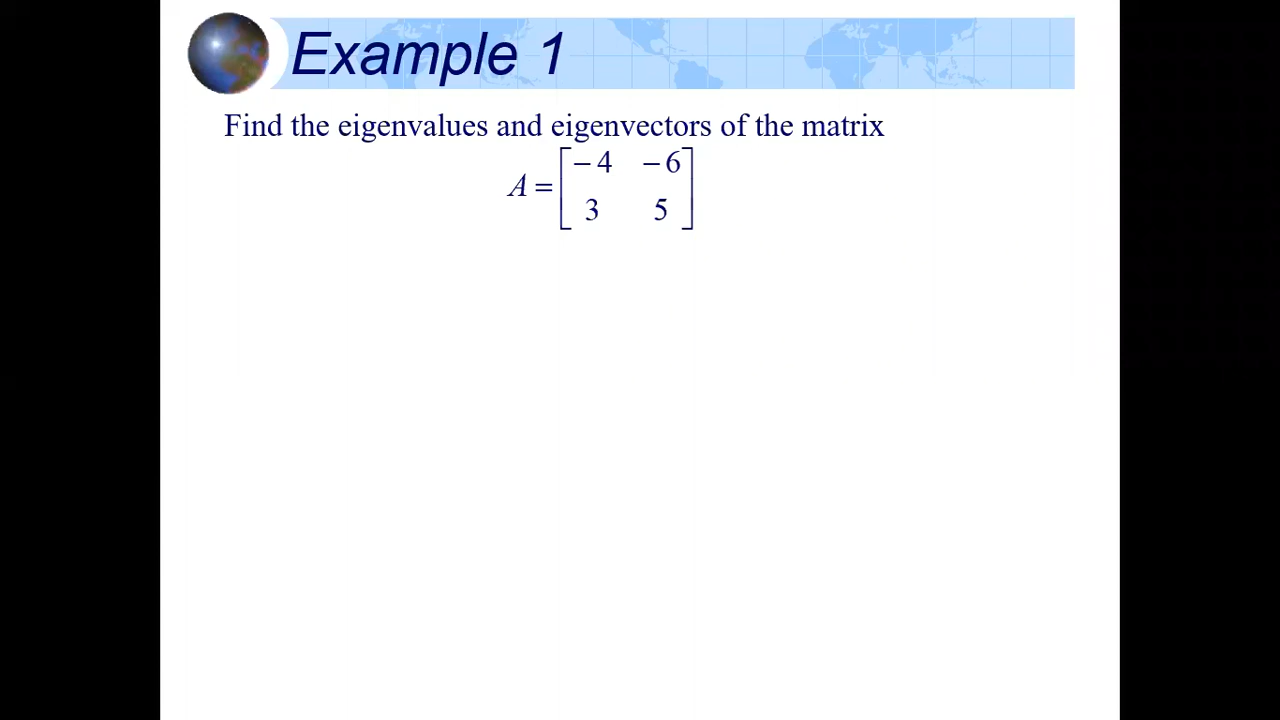 Example 1
Find the eigenvalues and eigenvectors of the matrix
A = [ −4 −6
3 5 ]